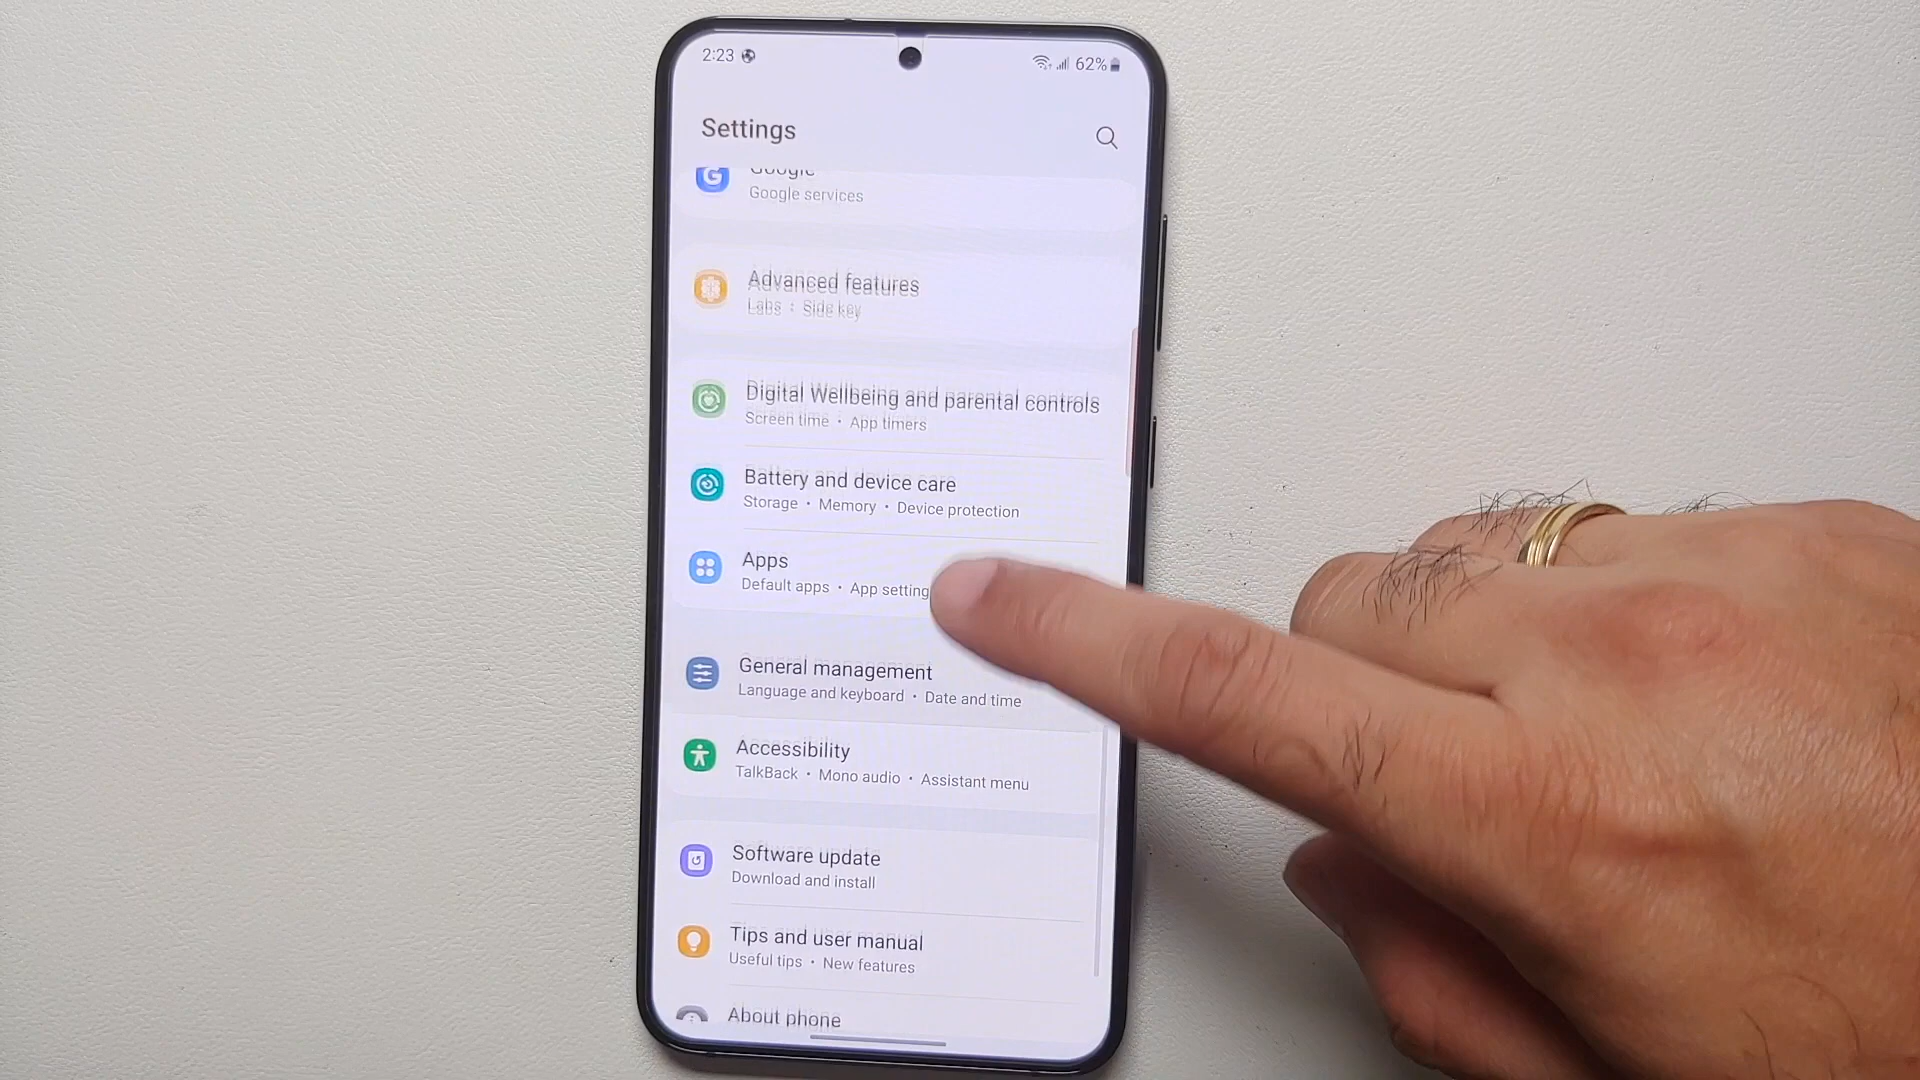 2:23
62%
Settings
Google
Google services
Advanced features
Labs • Side key
Digital Wellbeing and parental controls
Screen time • App timers
Battery and device care
Storage • Memory • Device protection
Apps
Default apps • App setting
General management
Language and keyboard • Date and time
Accessibility
TalkBack • Mono audio • Assistant menu
Software update
Download and install
Tips and user manual
Useful tips • New features
About phone